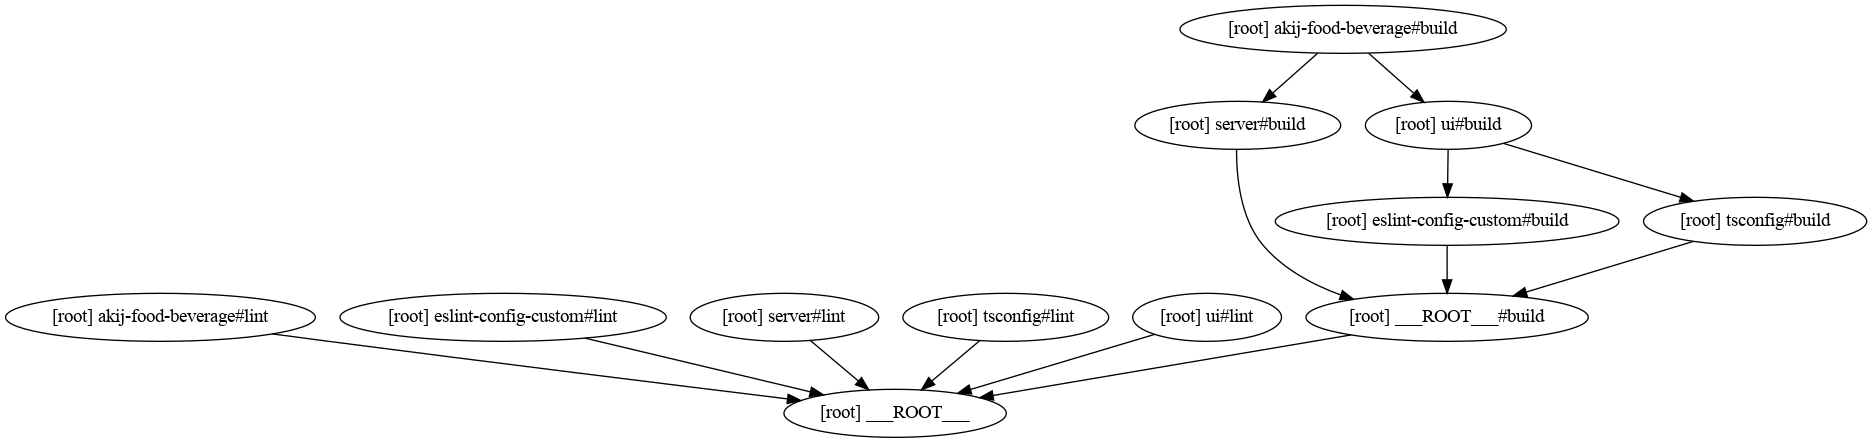 [root] akij-food-beverage#build
[root] server#build
[root] ui#build
[root] eslint-config-custom#build
[root] tsconfig#build
[root] akij-food-beverage#lint
[root] eslint-config-custom#lint
[root] server#lint
[root] tsconfig#lint
[root] ui#lint
[root] ___ROOT___#build
[root] ___ROOT___